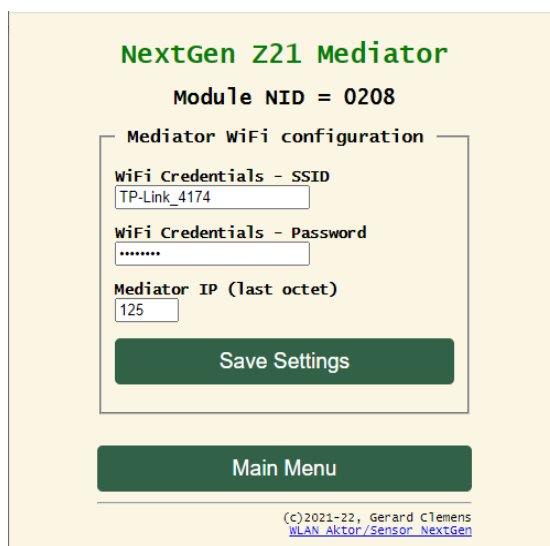 NextGen Z21 Mediator
Module NID = 0208
Mediator WiFi configuration
WiFi Credentials - SSID
TP-Link_4174
WiFi Credentials - Password
••••••••
Mediator IP (last octet)
125
Save Settings
Main Menu
(c)2021-22, Gerard Clemens
WLAN Aktor/Sensor NextGen